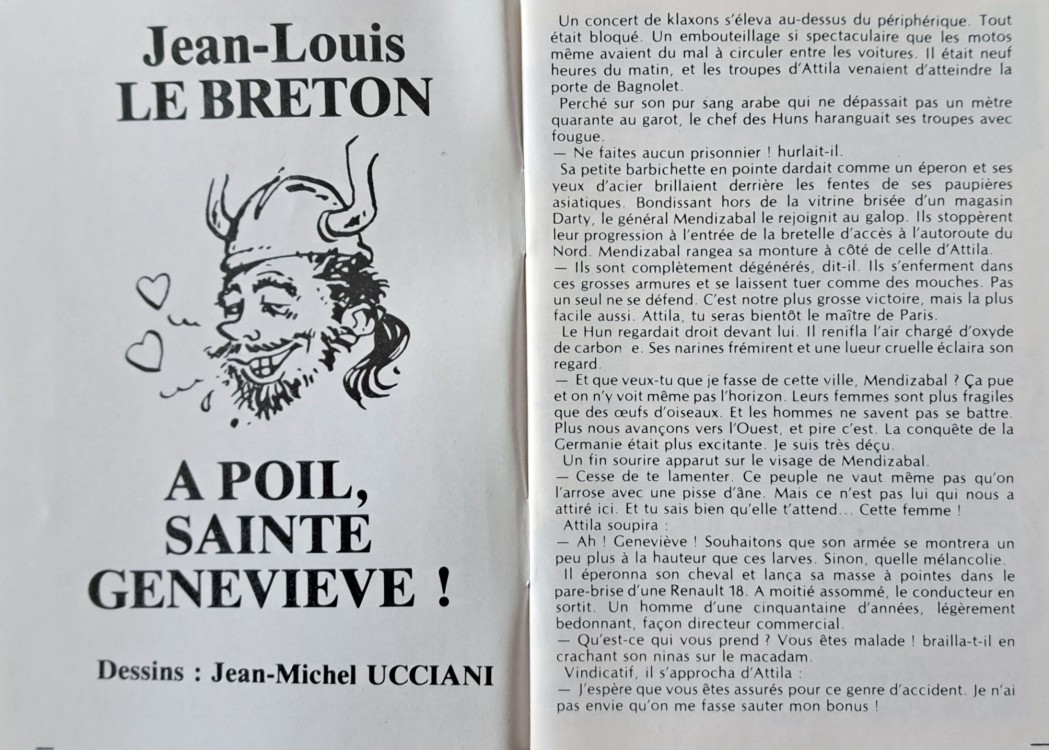 Jean-Louis
LE BRETON
A POIL,
SAINTE
GENEVIEVE !
Dessins : Jean-Michel UCCIANI
Un concert de klaxons s'éleva au-dessus du périphérique. Tout
était bloqué. Un embouteillage si spectaculaire que les motos
même avaient du mal à circuler entre les voitures. Il était neuf
heures du matin, et les troupes d'Attila venaient d'atteindre la
porte de Bagnolet.
Perché sur son pur sang arabe qui ne dépassait pas un mètre
quarante au garot, le chef des Huns haranguait ses troupes avec
fougue.
— Ne faites aucun prisonnier ! hurlait-il.
Sa petite barbichette en pointe dardait comme un éperon et ses
yeux d'acier brillaient derrière les fentes de ses paupières
asiatiques. Bondissant hors de la vitrine brisée d'un magasin
Darty, le général Mendizabal le rejoignit au galop. Ils stoppèrent
leur progression à l'entrée de la bretelle d'accès à l'autoroute du
Nord. Mendizabal rangea sa monture à côté de celle d'Attila.
— Ils sont complètement dégénérés, dit-il. Ils s'enferment dans
ces grosses armures et se laissent tuer comme des mouches. Pas
un seul ne se défend. C'est notre plus grosse victoire, mais la plus
facile aussi. Attila, tu seras bientôt le maître de Paris.
Le Hun regardait droit devant lui. Il renifla l'air chargé d'oxyde
de carbon e. Ses narines frémirent et une lueur cruelle éclaira son
regard.
— Et que veux-tu que je fasse de cette ville, Mendizabal ? Ça pue
et on n'y voit même pas l'horizon. Leurs femmes sont plus fragiles
que des œufs d'oiseaux. Et les hommes ne savent pas se battre.
Plus nous avançons vers l'Ouest, et pire c'est. La conquête de la
Germanie était plus excitante. Je suis très déçu.
Un fin sourire apparut sur le visage de Mendizabal.
— Cesse de te lamenter. Ce peuple ne vaut même pas qu'on
l'arrose avec une pisse d'âne. Mais ce n'est pas lui qui nous a
attiré ici. Et tu sais bien qu'elle t'attend... Cette femme !
Attila soupira :
— Ah ! Geneviève ! Souhaitons que son armée se montrera un
peu plus à la hauteur que ces larves. Sinon, quelle mélancolie.
Il éperonna son cheval et lança sa masse à pointes dans le
pare-brise d'une Renault 18. A moitié assommé, le conducteur en
sortit. Un homme d'une cinquantaine d'années, légèrement
bedonnant, façon directeur commercial.
— Qu'est-ce qui vous prend ? Vous êtes malade ! brailla-t-il en
crachant son ninas sur le macadam.
Vindicatif, il s'approcha d'Attila :
— J'espère que vous êtes assurés pour ce genre d'accident. Je n'ai
pas envie qu'on me fasse sauter mon bonus !